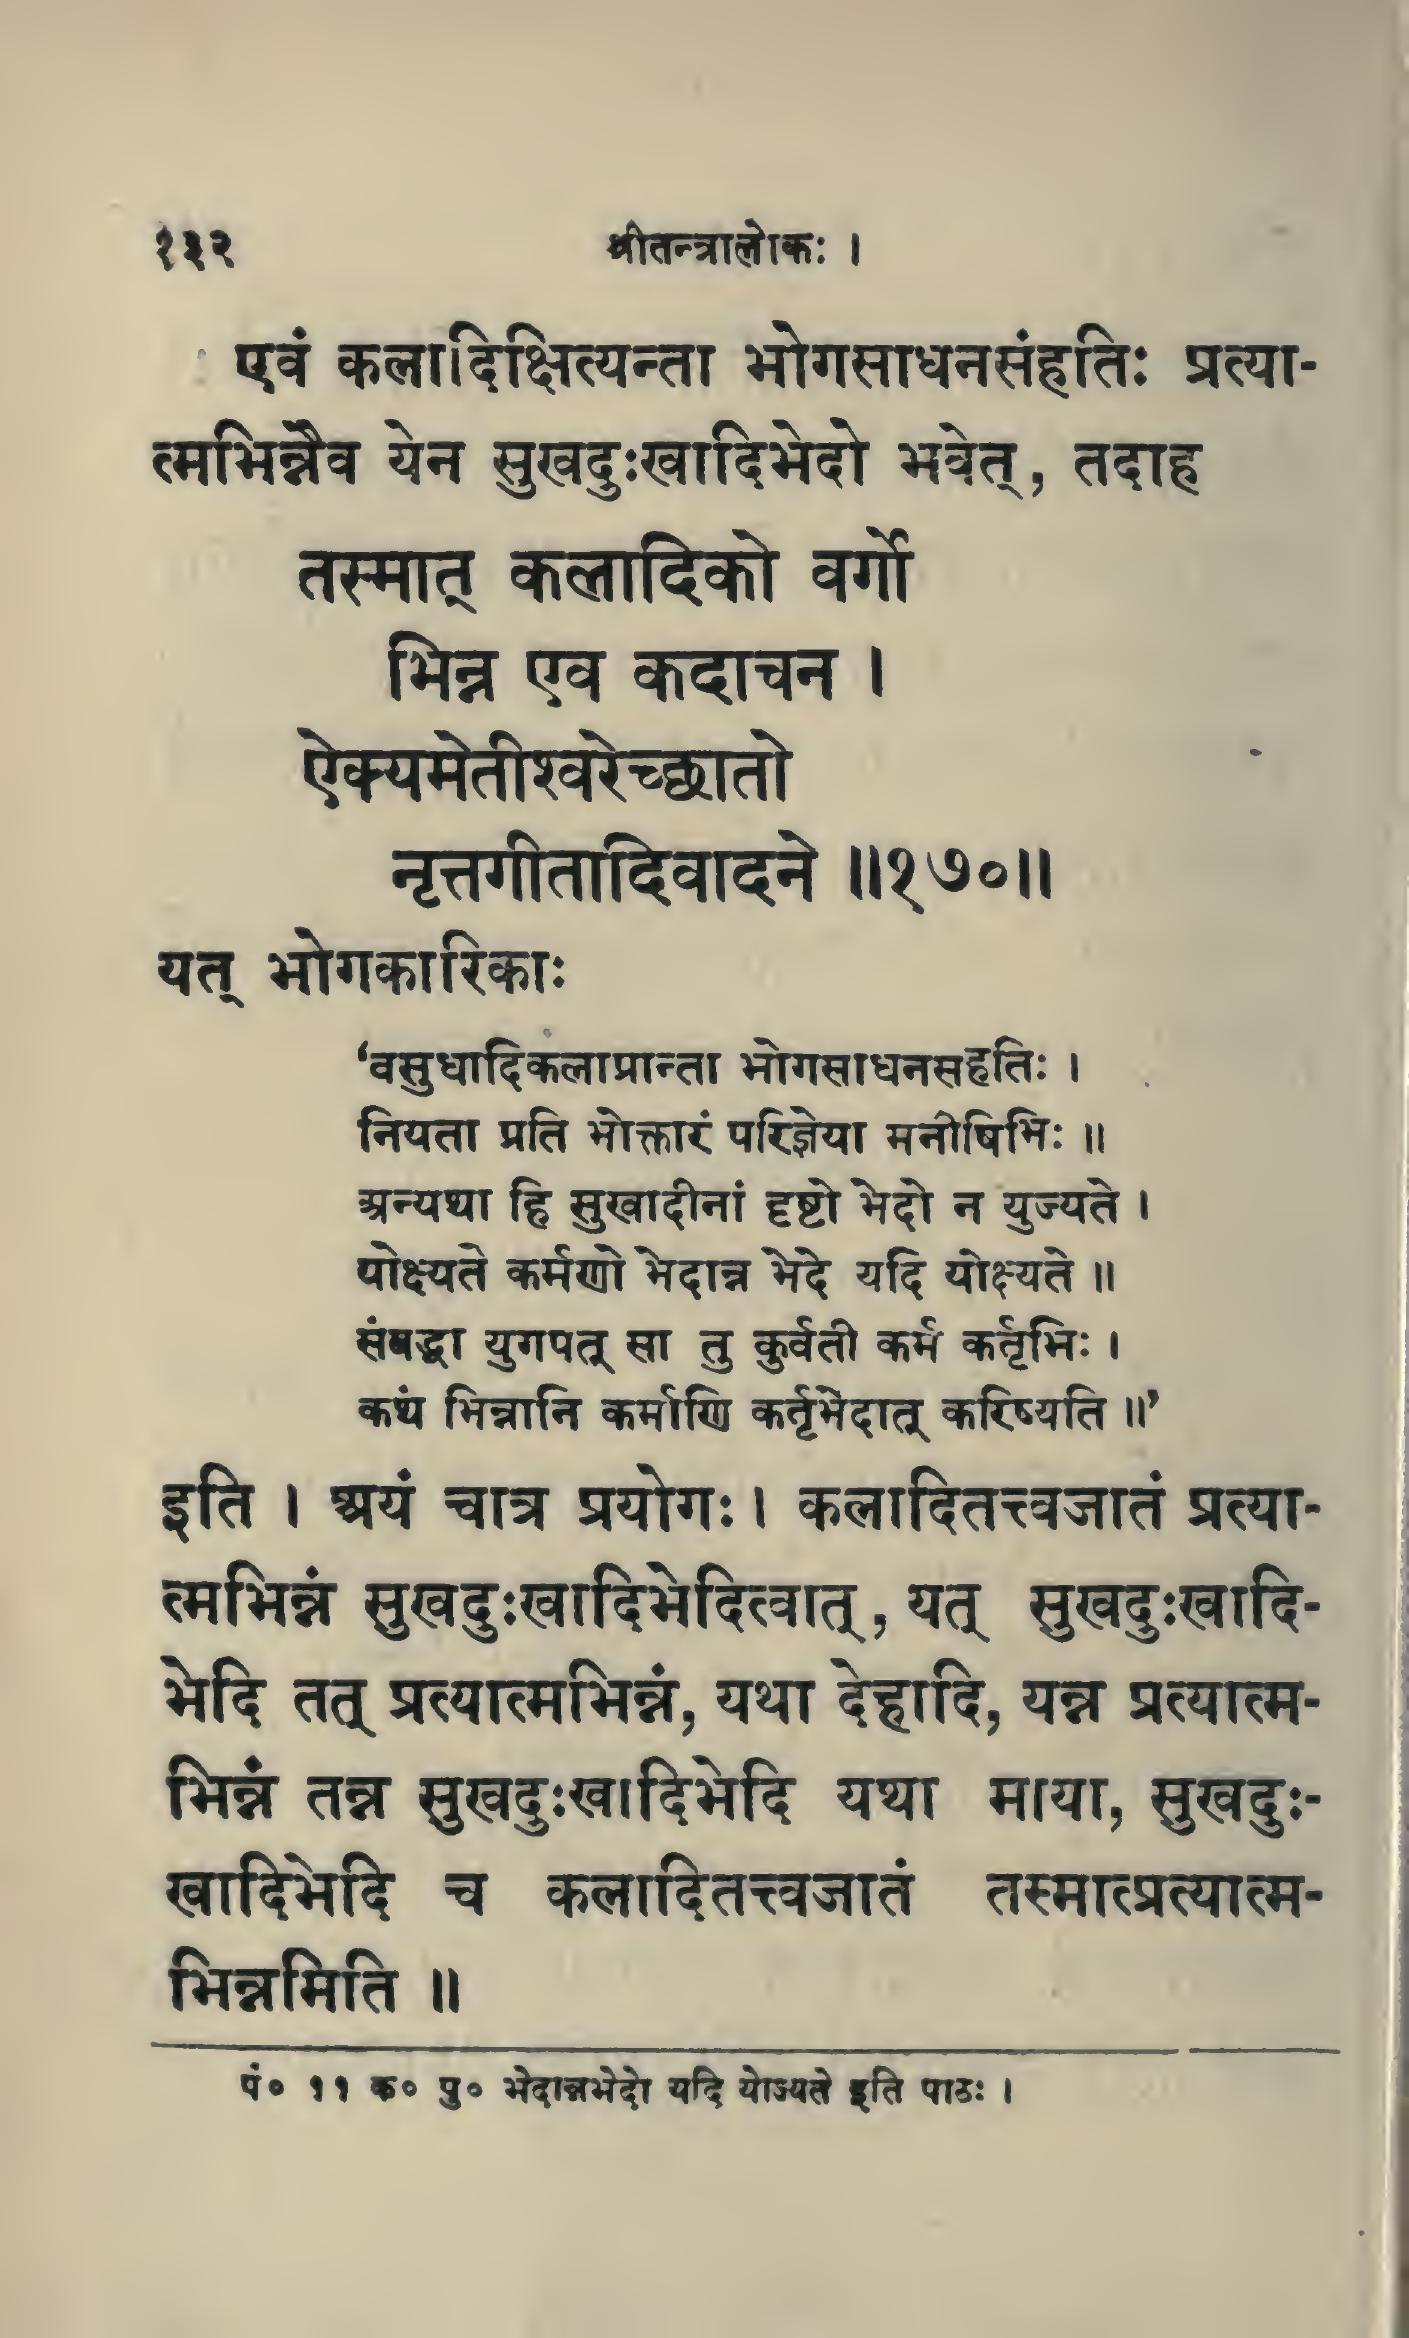 १३२ श्रीतन्त्रालोकः ।
एवं कलादिक्षित्यन्ता भोगसाधनसंहतिः प्रत्या-
त्मभिन्नैव येन सुखदुःखादिभेदो भवेत्, तदाह
तस्मात् कलादिको वर्गो
भिन्न एव कदाचन ।
ऐक्यमेतीश्वरेच्छातो
नृत्तगीतादिवादने ॥१७०॥
यत् भोगकारिकाः
‘वसुधादिकलाप्रान्ता भोगसाधनसंहतिः ।
नियता प्रति भोक्तारं परिज्ञेया मनीषिभिः ॥
अन्यथा हि सुखादीनां दृष्टो भेदो न युज्यते ।
योक्ष्यते कर्मणो भेदान्न भेदे यदि योक्ष्यते ॥
संबद्धा युगपत् सा तु कुर्वती कर्म कर्तृभिः ।
कथं भिन्नानि कर्माणि कर्तृभेदात् करिष्यति ॥’
इति । अयं चात्र प्रयोगः । कलादितत्त्वजातं प्रत्या-
त्मभिन्नं सुखदुःखादिभेदित्वात्, यत् सुखदुःखादि-
भेदि तत् प्रत्यात्मभिन्नं, यथा देहादि, यन्न प्रत्यात्म-
भिन्नं तन्न सुखदुःखादिभेदि यथा माया, सुखदुः-
खादिभेदि च कलादितत्त्वजातं तस्मात्प्रत्यात्म-
भिन्नमिति ॥
पं० ११ क० पु० भेदान्नभेदो यदि योज्यते इति पाठः ।